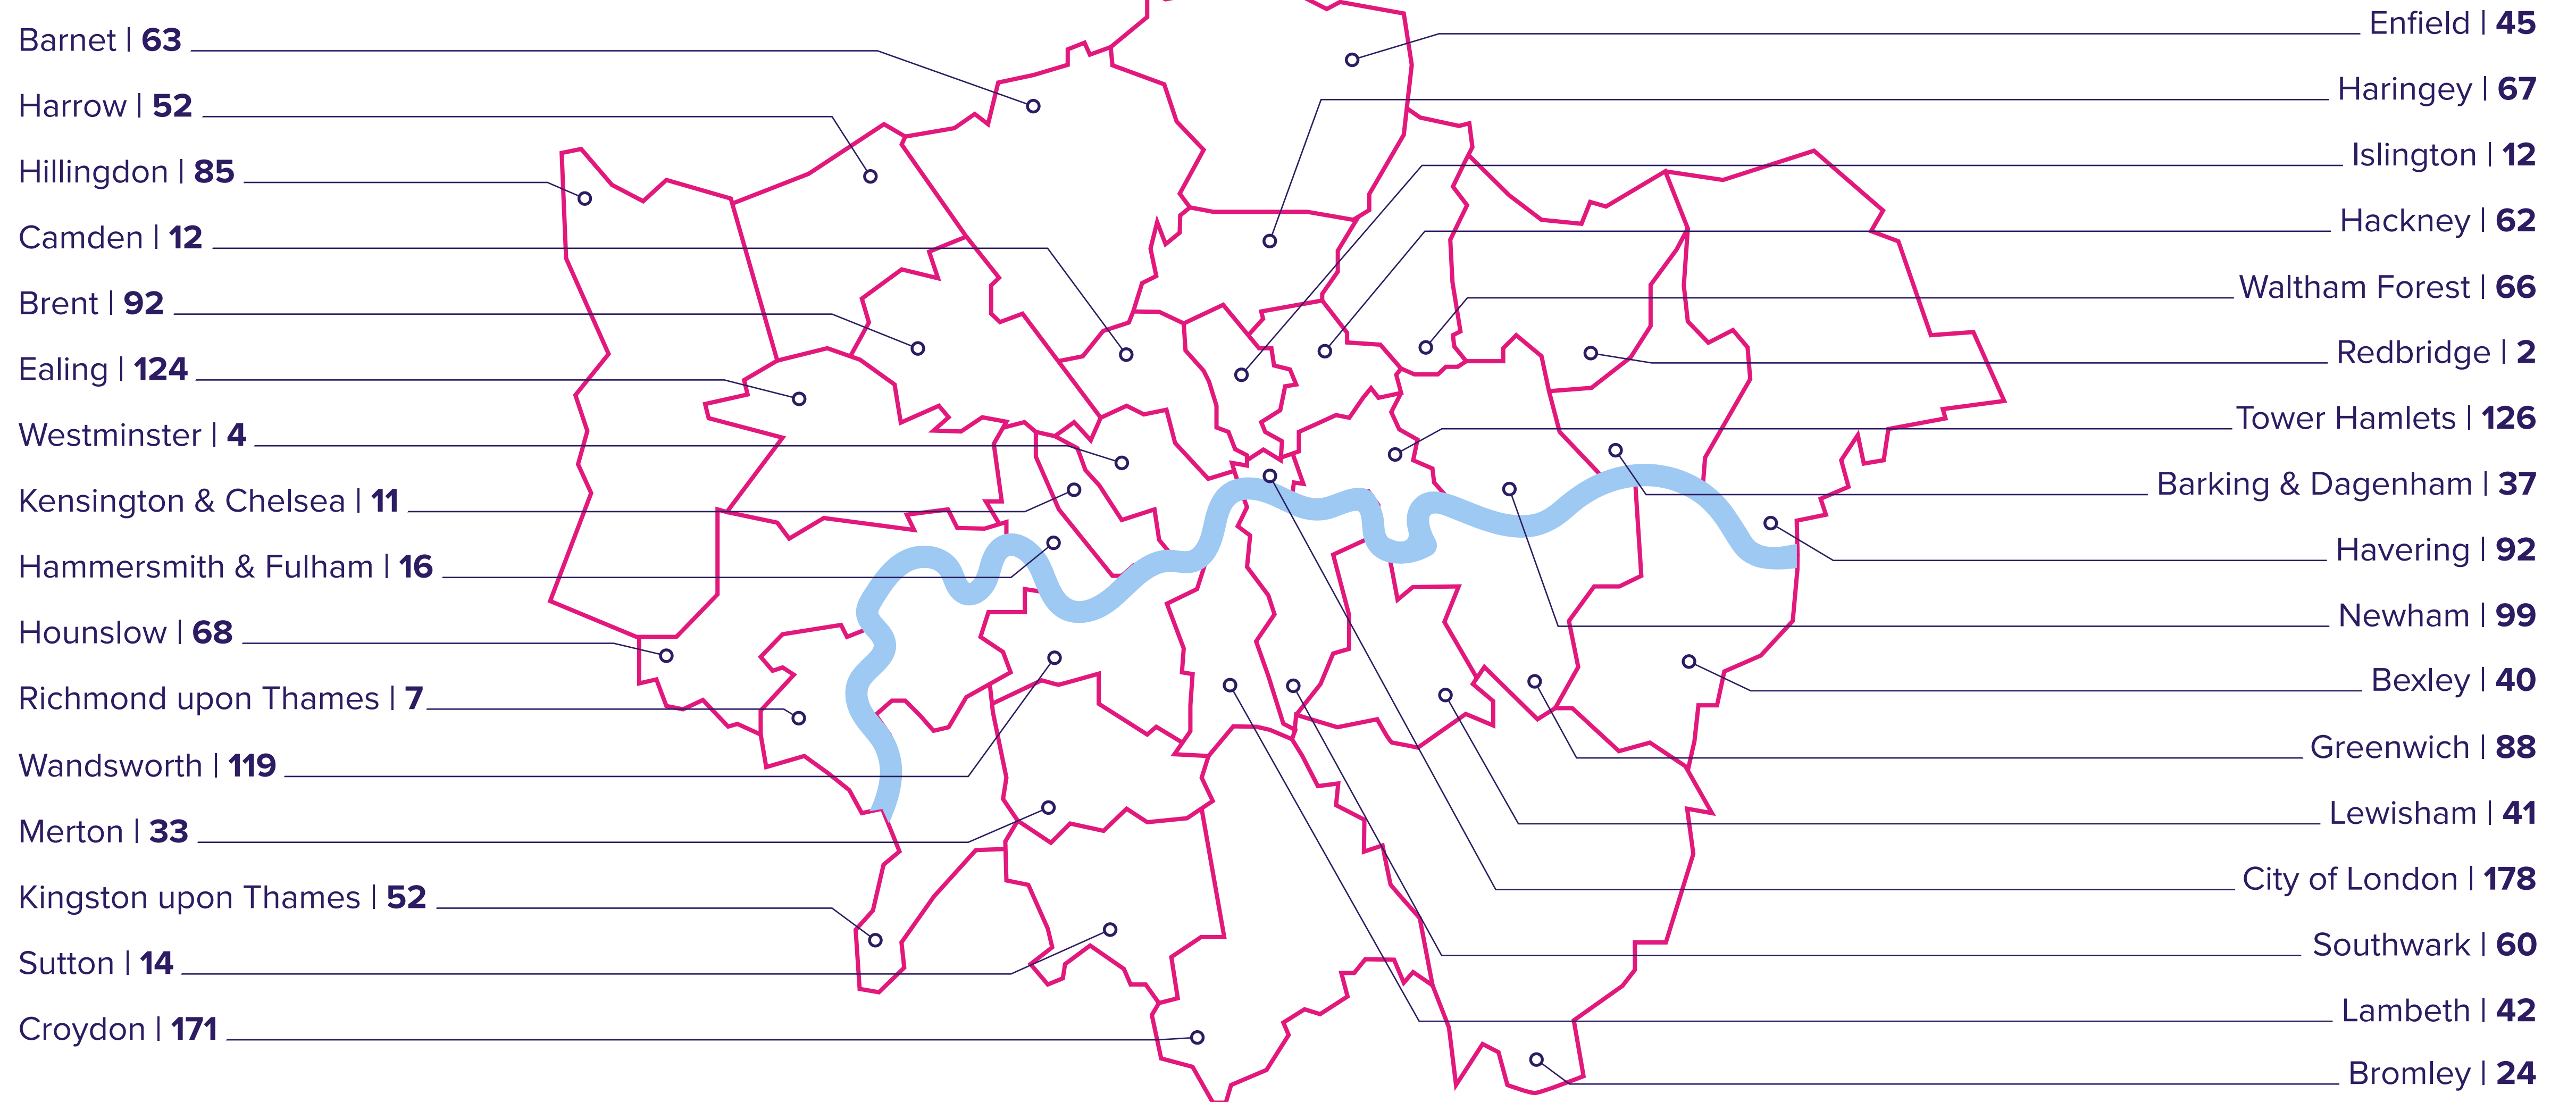 Barnet | 63
Harrow | 52
Hillingdon | 85
Camden | 12
Brent | 92
Ealing | 124
Westminster | 4
Kensington & Chelsea | 11
Hammersmith & Fulham | 16
Hounslow | 68
Richmond upon Thames | 7
Wandsworth | 119
Merton | 33
Kingston upon Thames | 52
Sutton | 14
Croydon | 171
Enfield | 45
Haringey | 67
Islington | 12
Hackney | 62
Waltham Forest | 66
Redbridge | 2
Tower Hamlets | 126
Barking & Dagenham | 37
Havering | 92
Newham | 99
Bexley | 40
Greenwich | 88
Lewisham | 41
City of London | 178
Southwark | 60
Lambeth | 42
Bromley | 24